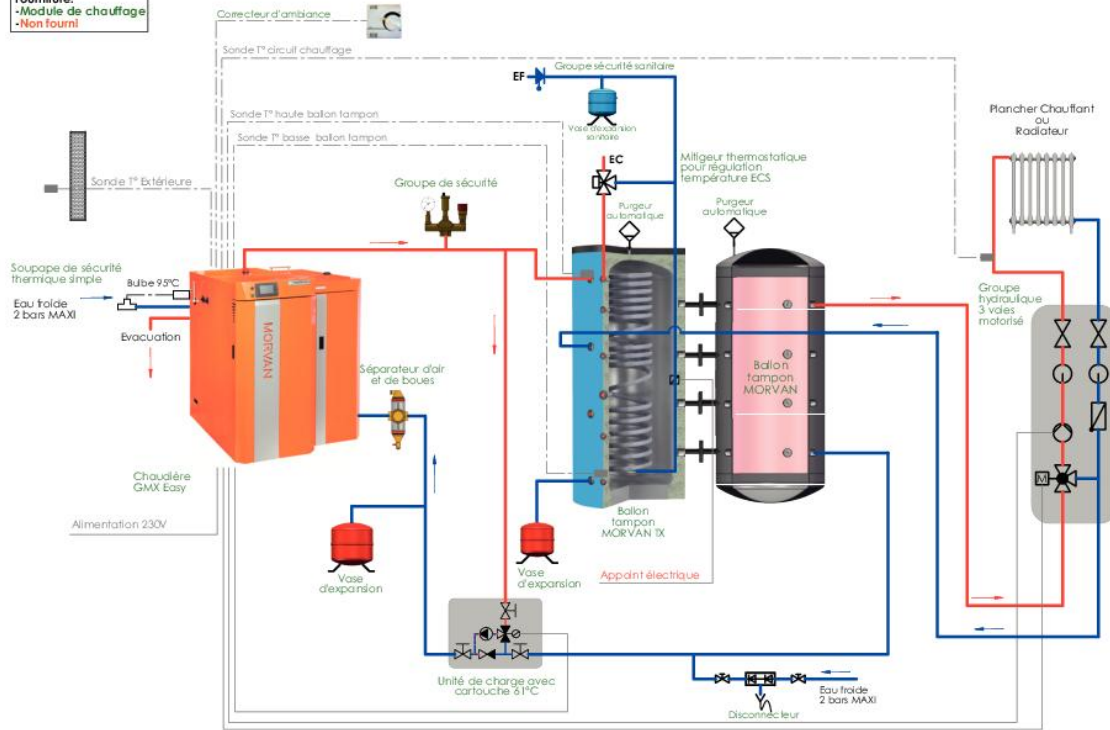 Fourniture:
-Module de chauffage
-Non fourni
Correcteur d'ambiance
Sonde T° circuit chauffage
EF
Groupe sécurité sanitaire
Vase d'expansion
sanitaire
Sonde T° haute ballon tampon
Sonde T° basse ballon tampon
Plancher Chauffant
ou
Radiateur
EC
Mitigeur thermostatique
pour régulation
température ECS
Sonde T° Extérieure
Groupe de sécurité
Purgeur
automatique
Purgeur
automatique
Soupape de sécurité
thermique simple
Bulbe 95°C
Eau froide
2 bars MAXI
Evacuation
MORVAN
Groupe
hydraulique
3 voies
motorisé
Séparateur d'air
et de boues
Ballon
tampon
MORVAN
Chaudière
GMX Easy
M
Alimentation 230V
Ballon
tampon
MORVAN TX
Vase
d'expansion
Vase
d'expansion
Appoint électrique
Unité de charge avec
cartouche 61°C
Eau froide
2 bars MAXI
Disconnecteur